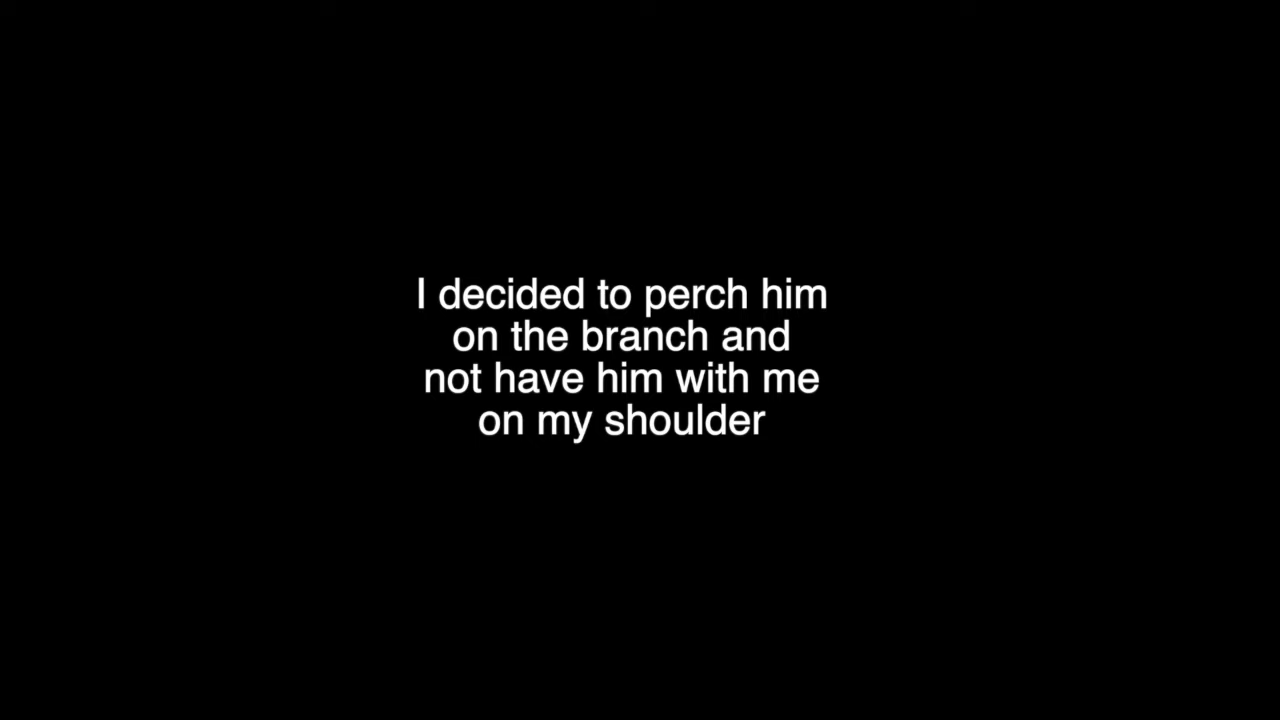 I decided to perch him
on the branch and
not have him with me
on my shoulder